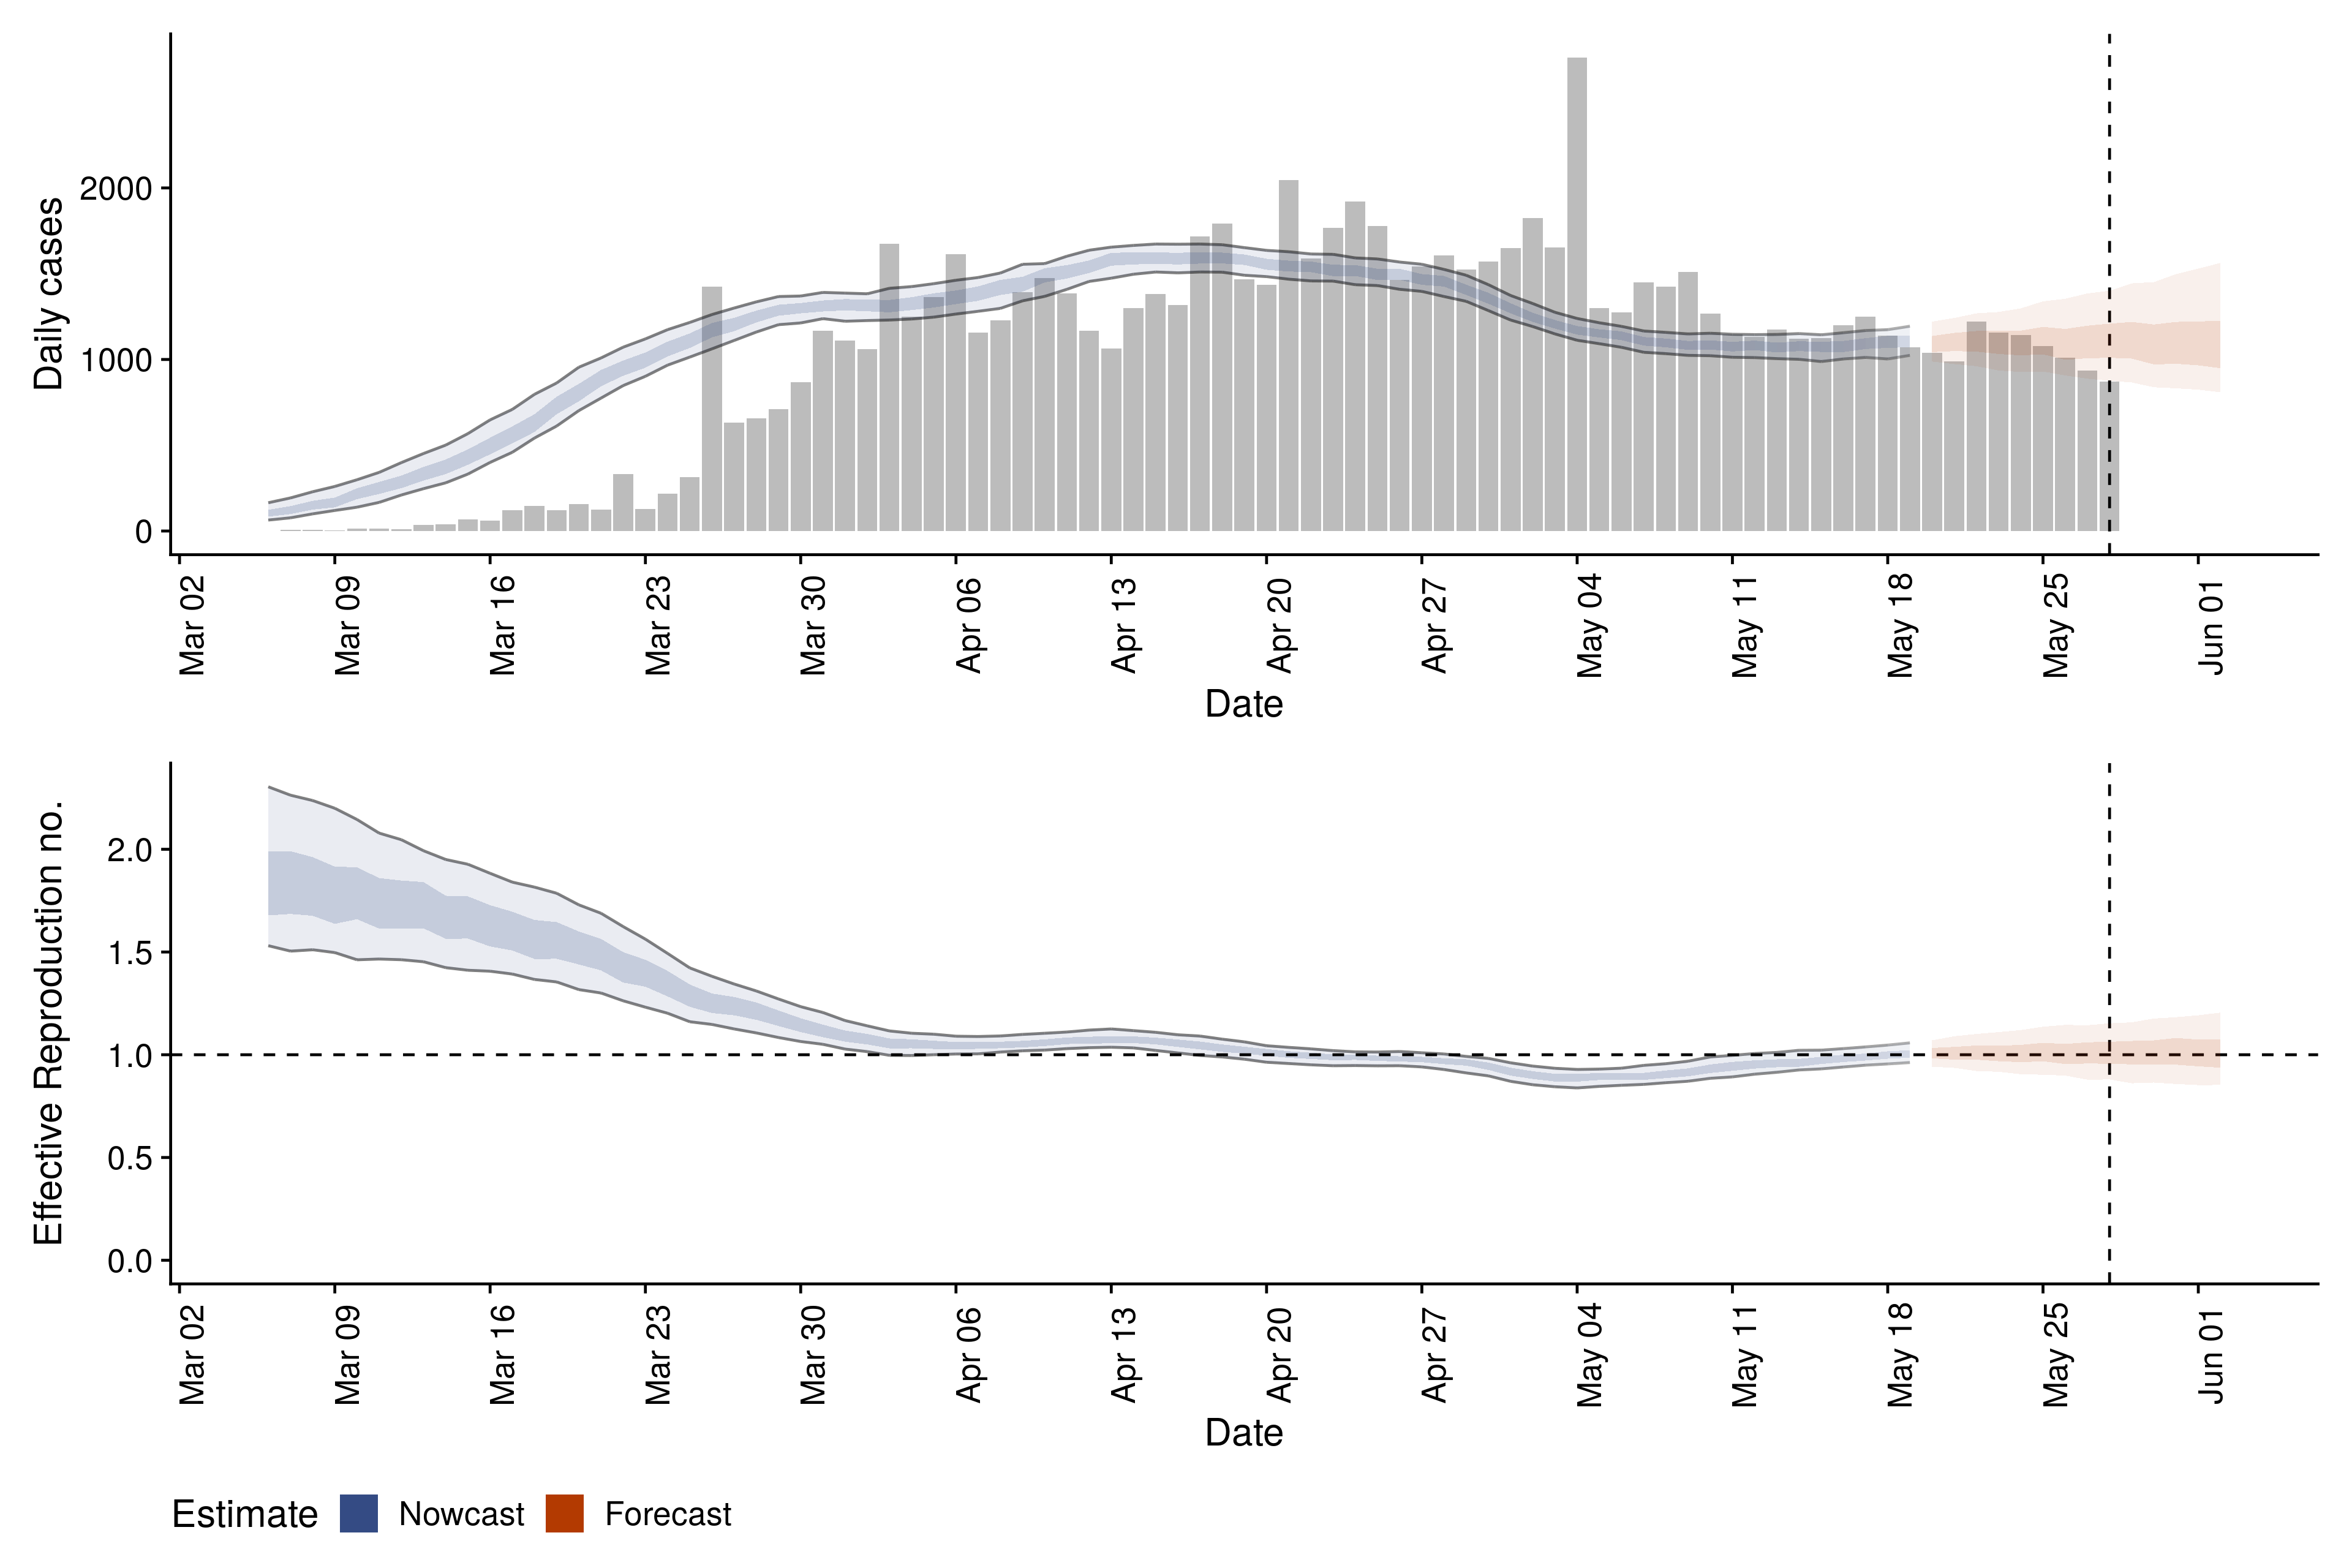 Daily cases
2000
1000
0
Mar 02
Mar 09
Mar 16
Mar 23
Mar 30
Apr 06
Apr 13
Apr 20
Apr 27
May 04
May 11
May 18
May 25
Jun 01
Date
Effective Reproduction no.
2.0
1.5
1.0
0.5
0.0
Mar 02
Mar 09
Mar 16
Mar 23
Mar 30
Apr 06
Apr 13
Apr 20
Apr 27
May 04
May 11
May 18
May 25
Jun 01
Date
Estimate Nowcast Forecast